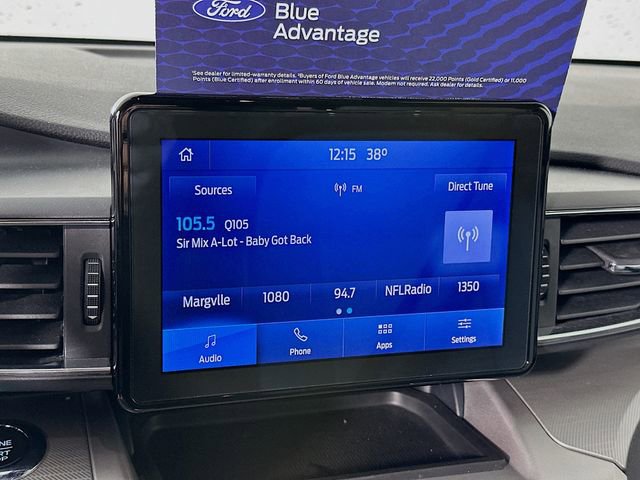 Ford
Blue
Advantage
¹See dealer for limited-warranty details. ²Buyers of Ford Blue Advantage vehicles will receive 22,000 Points (Gold Certified) or 11,000
Points (Blue Certified) after enrollment within 60 days of vehicle sale. Modem not required. Ask dealer for details.
12:15 38°
Sources
FM
Direct Tune
105.5 Q105
Sir Mix A-Lot - Baby Got Back
Margvlle 1080 94.7 NFLRadio 1350
Audio Phone Apps Settings